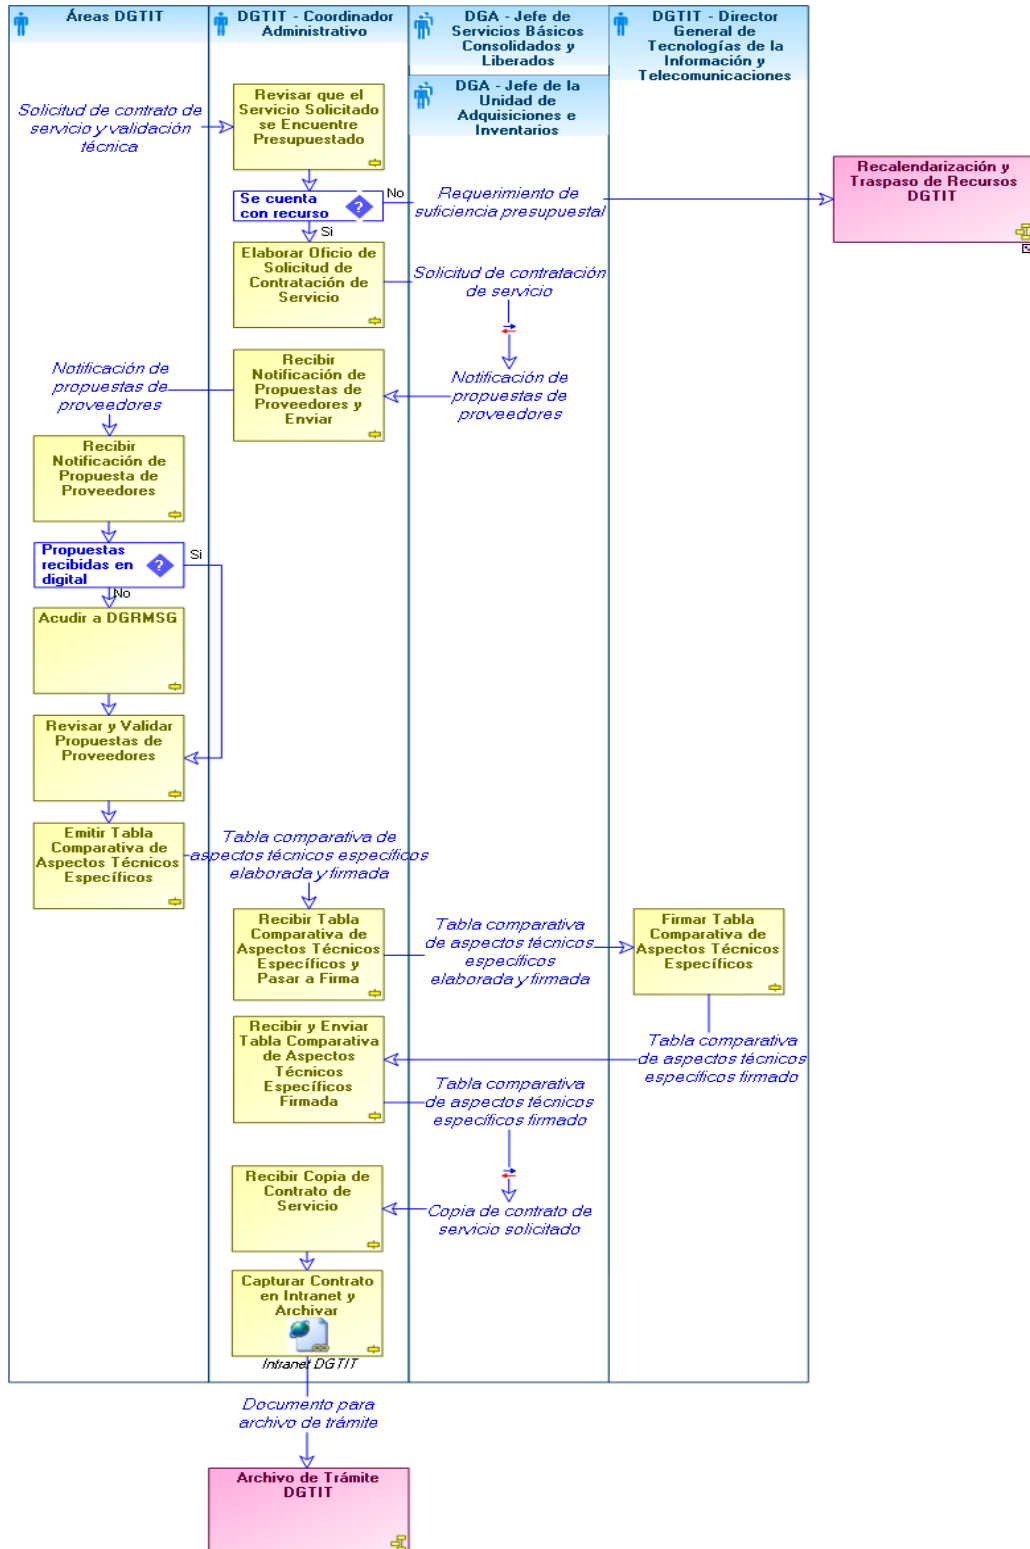 Áreas DGTIT
DGTIT - Coordinador
Administrativo
DGA - Jefe de
Servicios Básicos
Consolidados y
Liberados
DGA - Jefe de la
Unidad de
Adquisiciones e
Inventarios
DGTIT - Director
General de
Tecnologías de la
Información y
Telecomunicaciones
Solicitud de contrato de
servicio y validación
técnica
Revisar que el
Servicio Solicitado
se Encuentre
Presupuestado
Se cuenta
con recurso
?
No
Requerimiento de
suficiencia presupuestal
Recalendarización y
Traspaso de Recursos
DGTIT
Si
Elaborar Oficio de
Solicitud de
Contratación de
Servicio
Solicitud de contratación
de servicio
Notificación de
propuestas de
proveedores
Recibir
Notificación de
Propuestas de
Proveedores y
Enviar
Notificación de
propuestas de
proveedores
Recibir
Notificación de
Propuesta de
Proveedores
Propuestas
recibidas en
digital
?
Si
No
Acudir a DGRMSG
Revisar y Validar
Propuestas de
Proveedores
Emitir Tabla
Comparativa de
Aspectos Técnicos
Específicos
Tabla comparativa de
aspectos técnicos específicos
elaborada y firmada
Recibir Tabla
Comparativa de
Aspectos Técnicos
Específicos y
Pasar a Firma
Tabla comparativa
de aspectos técnicos
específicos
elaborada y firmada
Firmar Tabla
Comparativa de
Aspectos Técnicos
Específicos
Tabla comparativa
de aspectos técnicos
específicos firmado
Recibir y Enviar
Tabla Comparativa
de Aspectos
Técnicos
Específicos
Firmada
Tabla comparativa
de aspectos técnicos
específicos firmado
Recibir Copia de
Contrato de
Servicio
Copia de contrato de
servicio solicitado
Capturar Contrato
en Intranet y
Archivar
Intranet DGTIT
Documento para
archivo de trámite
Archivo de Trámite
DGTIT